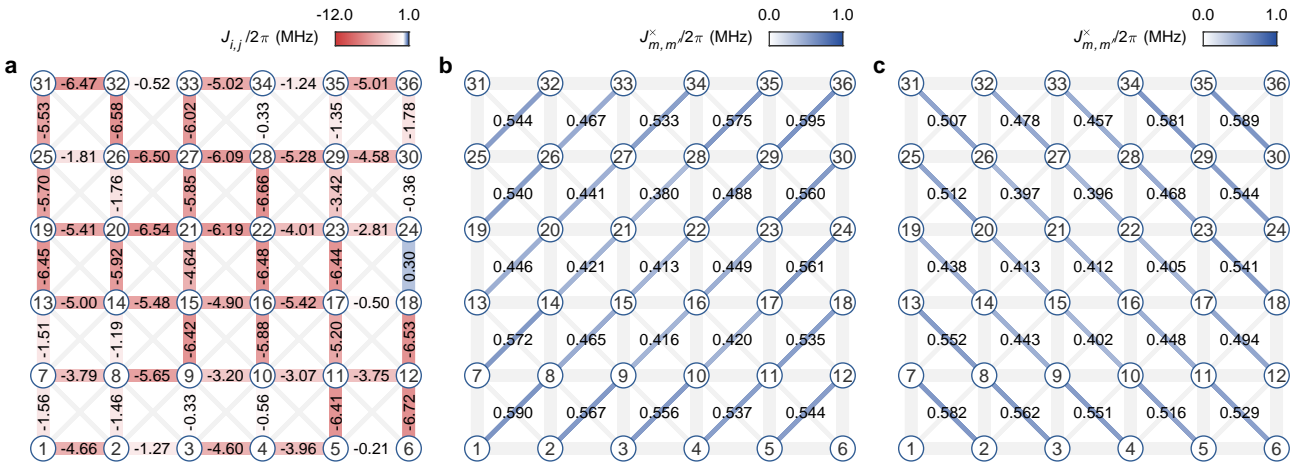 -12.0 1.0 0.0 1.0 0.0 1.0
J_{i,j}/2π (MHz) J^×_{m,m′}/2π (MHz) J^×_{m,m′}/2π (MHz)
a
31 -6.47 32 -0.52 33 -5.02 34 -1.24 35 -5.01 36
-5.53 -6.58 -6.02 -0.33 -1.35 -1.78
25 -1.81 26 -6.50 27 -6.09 28 -5.28 29 -4.58 30
-5.70 -1.76 -5.85 -6.66 -3.42 -0.36
19 -5.41 20 -6.54 21 -6.19 22 -4.01 23 -2.81 24
-6.45 -5.92 -4.64 -6.48 -6.44 0.30
13 -5.00 14 -5.48 15 -4.90 16 -5.42 17 -0.50 18
-1.51 -1.19 -6.42 -5.88 -5.20 -6.53
7 -3.79 8 -5.65 9 -3.20 10 -3.07 11 -3.75 12
-1.56 -1.46 -0.33 -0.56 -6.41 -6.72
1 -4.66 2 -1.27 3 -4.60 4 -3.96 5 -0.21 6
b
31 32 33 34 35 36
0.544 0.467 0.533 0.575 0.595
25 26 27 28 29 30
0.540 0.441 0.380 0.488 0.560
19 20 21 22 23 24
0.446 0.421 0.413 0.449 0.561
13 14 15 16 17 18
0.572 0.465 0.416 0.420 0.535
7 8 9 10 11 12
0.590 0.567 0.556 0.537 0.544
1 2 3 4 5 6
c
31 32 33 34 35 36
0.507 0.478 0.457 0.581 0.589
25 26 27 28 29 30
0.512 0.397 0.396 0.468 0.544
19 20 21 22 23 24
0.438 0.413 0.412 0.405 0.541
13 14 15 16 17 18
0.552 0.443 0.402 0.448 0.494
7 8 9 10 11 12
0.582 0.562 0.551 0.516 0.529
1 2 3 4 5 6